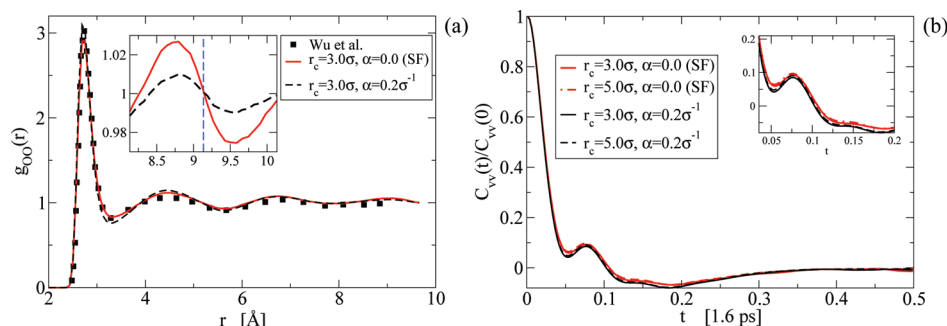 (a)
Wu et al.
r_c=3.0σ, α=0.0 (SF)
r_c=3.0σ, α=0.2σ⁻¹
1.02
1
0.98
8.5 9 9.5 10
g_OO(r)
3
2
1
0
2 4 6 8 10
r [Å]
(b)
r_c=3.0σ, α=0.0 (SF)
r_c=5.0σ, α=0.0 (SF)
r_c=3.0σ, α=0.2σ⁻¹
r_c=5.0σ, α=0.2σ⁻¹
0.2
0.1
0
0.05 0.1 0.15 0.2
t
C_vv(t)/C_vv(0)
1
0.8
0.6
0.4
0.2
0
0 0.1 0.2 0.3 0.4 0.5
t [1.6 ps]